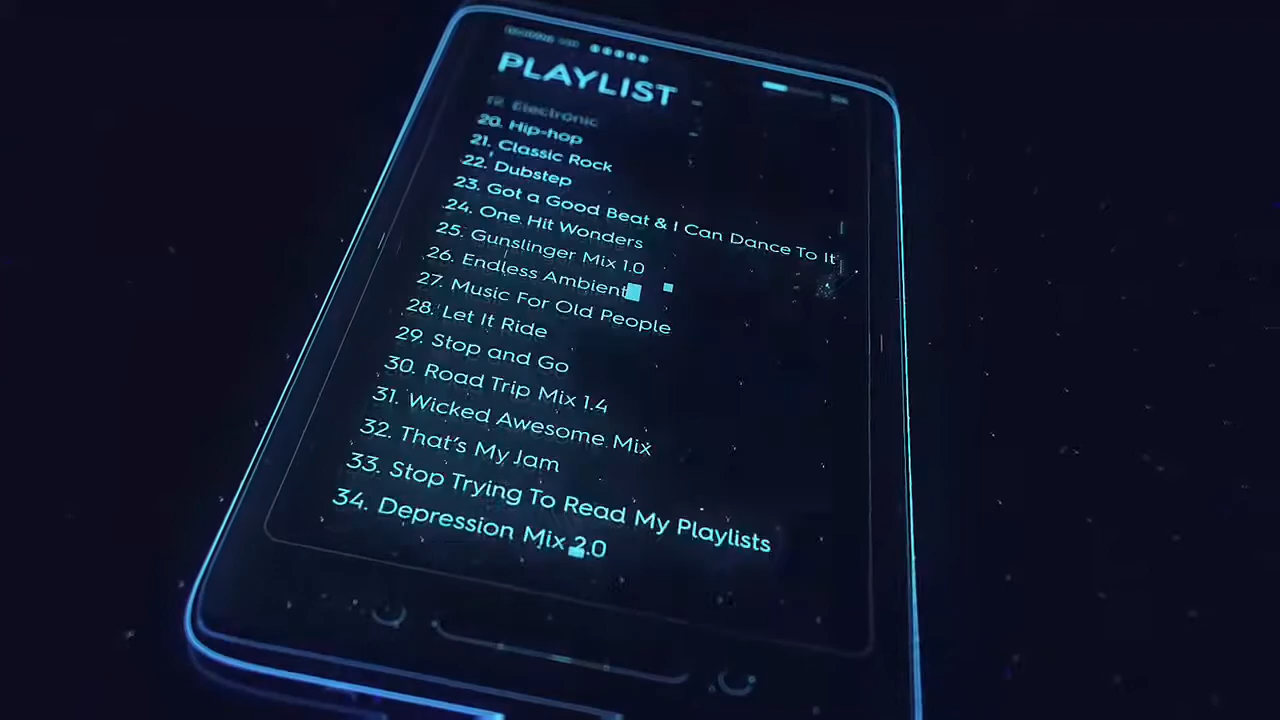 PLAYLIST
19. Electronic
20. Hip-hop
21. Classic Rock
22. Dubstep
23. Got a Good Beat & I Can Dance To It
24. One Hit Wonders
25. Gunslinger Mix 1.0
26. Endless Ambient
27. Music For Old People
28. Let It Ride
29. Stop and Go
30. Road Trip Mix 1.4
31. Wicked Awesome Mix
32. That's My Jam
33. Stop Trying To Read My Playlists
34. Depression Mix 2.0